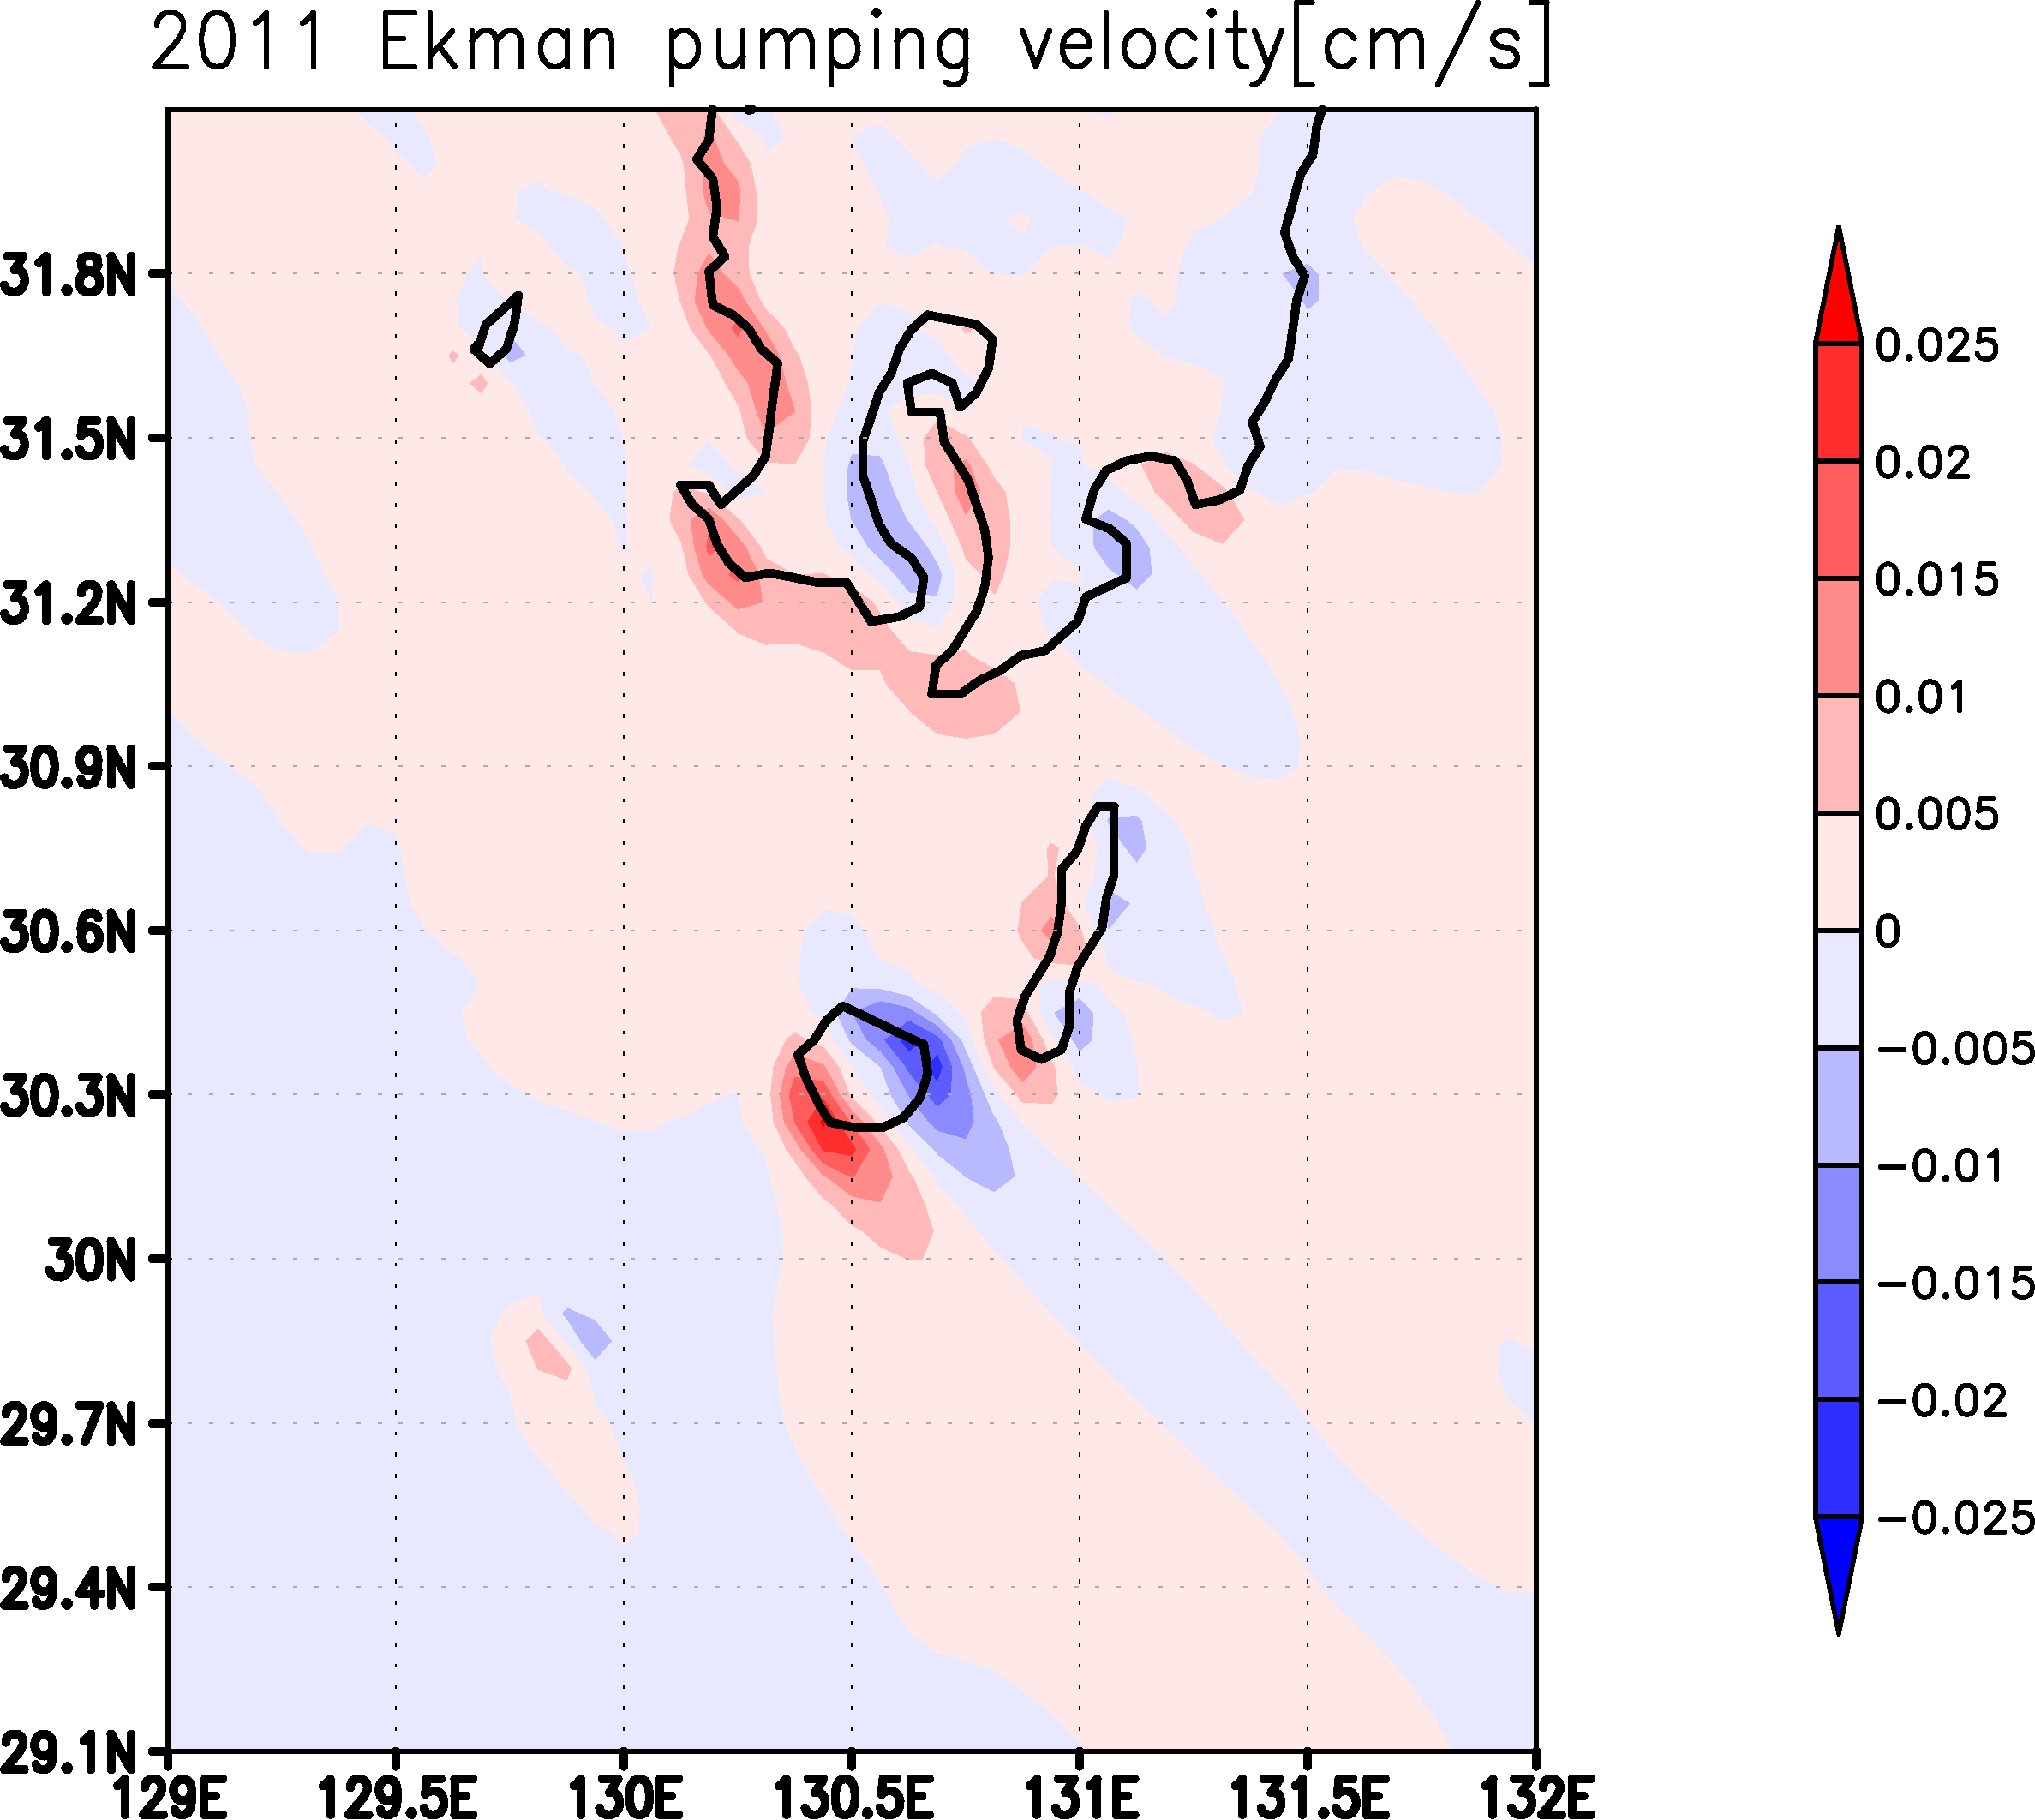 2011 Ekman pumping velocity[cm/s]
31.8N
31.5N
31.2N
30.9N
30.6N
30.3N
30N
29.7N
29.4N
29.1N
129E 129.5E 130E 130.5E 131E 131.5E 132E
0.025
0.02
0.015
0.01
0.005
0
−0.005
−0.01
−0.015
−0.02
−0.025